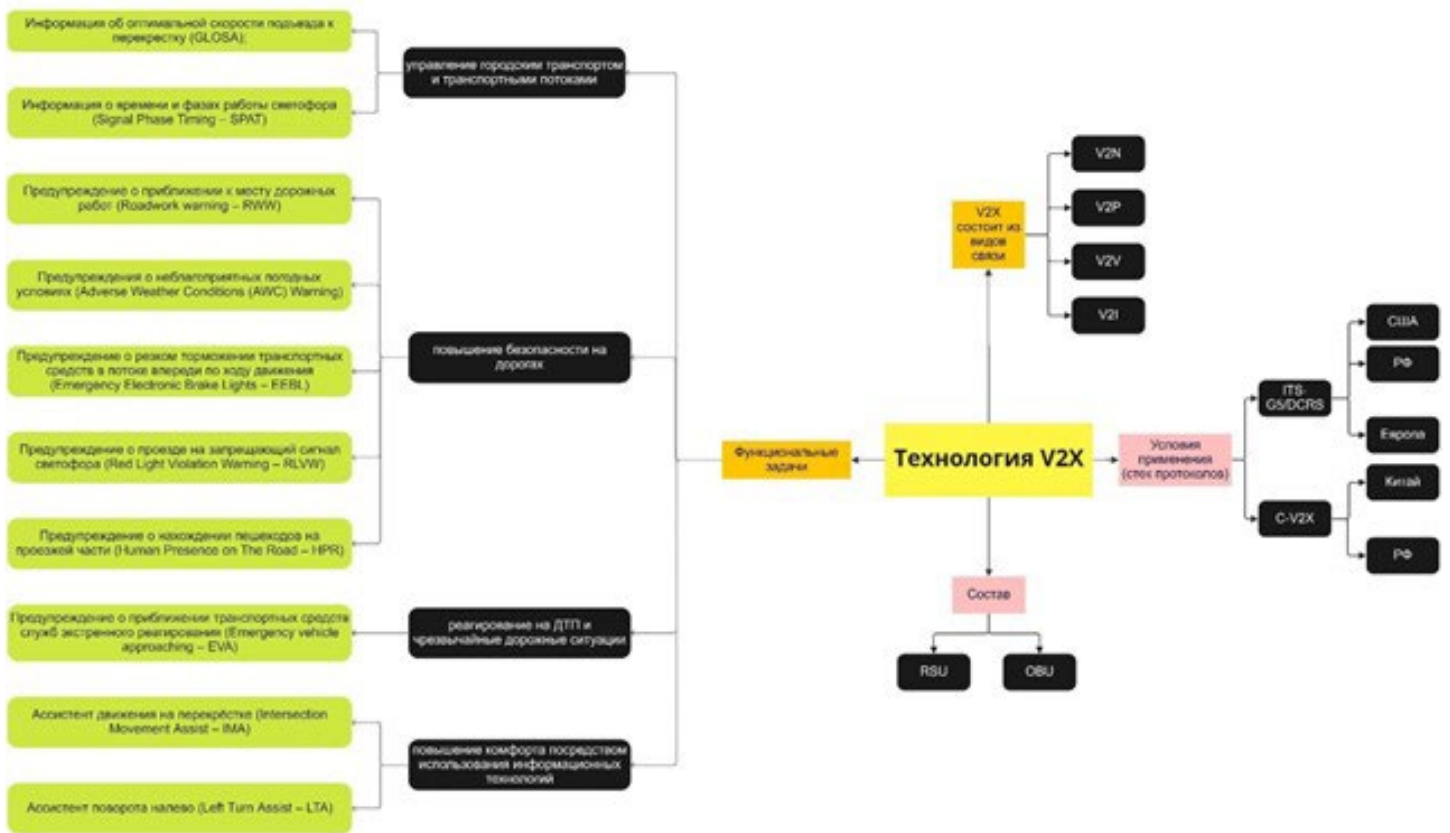 Информация об оптимальной скорости подъезда к
перекрестку (GLOSA);
Информация о времени и фазах работы светофора
(Signal Phase Timing – SPAT)
Предупреждение о приближении к месту дорожных
работ (Roadwork warning – RWW)
Предупреждения о неблагоприятных погодных
условиях (Adverse Weather Conditions (AWC) Warning)
Предупреждение о резком торможении транспортных
средств в потоке впереди по ходу движения
(Emergency Electronic Brake Lights – EEBL)
Предупреждение о проезде на запрещающий сигнал
светофора (Red Light Violation Warning – RLVW)
Предупреждение о нахождении пешеходов на
проезжей части (Human Presence on The Road – HPR)
Предупреждение о приближении транспортных средств
служб экстренного реагирования (Emergency vehicle
approaching – EVA)
Ассистент движения на перекрёстке (Intersection
Movement Assist – IMA)
Ассистент поворота налево (Left Turn Assist – LTA)
управление городским транспортом
и транспортными потоками
повышение безопасности на
дорогах
реагирование на ДТП и
чрезвычайные дорожные ситуации
повышение комфорта посредством
использования информационных
технологий
Функциональные
задачи
Технология V2X
V2X
состоит из
видов
связи
V2N
V2P
V2V
V2I
Условия
применения
(стек протоколов)
ITS-
G5/DCRS
США
РФ
Европа
C-V2X
Китай
РФ
Состав
RSU
OBU